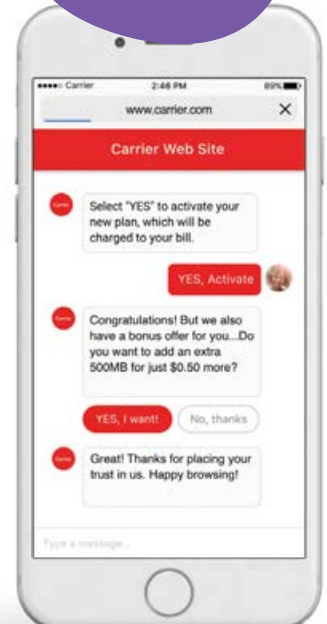 Carrier
2:46 PM
89%
www.carrier.com
Carrier Web Site
Carrier
Select "YES" to activate your
new plan, which will be
charged to your bill.
YES, Activate
Carrier
Congratulations! But we also
have a bonus offer for you...Do
you want to add an extra
500MB for just $0.50 more?
YES, I want!
No, thanks
Carrier
Great! Thanks for placing your
trust in us. Happy browsing!
Type a message...